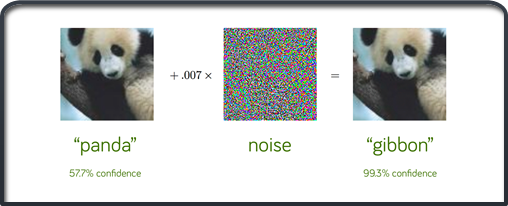 + .007 × =
“panda” noise “gibbon”
57.7% confidence 99.3% confidence